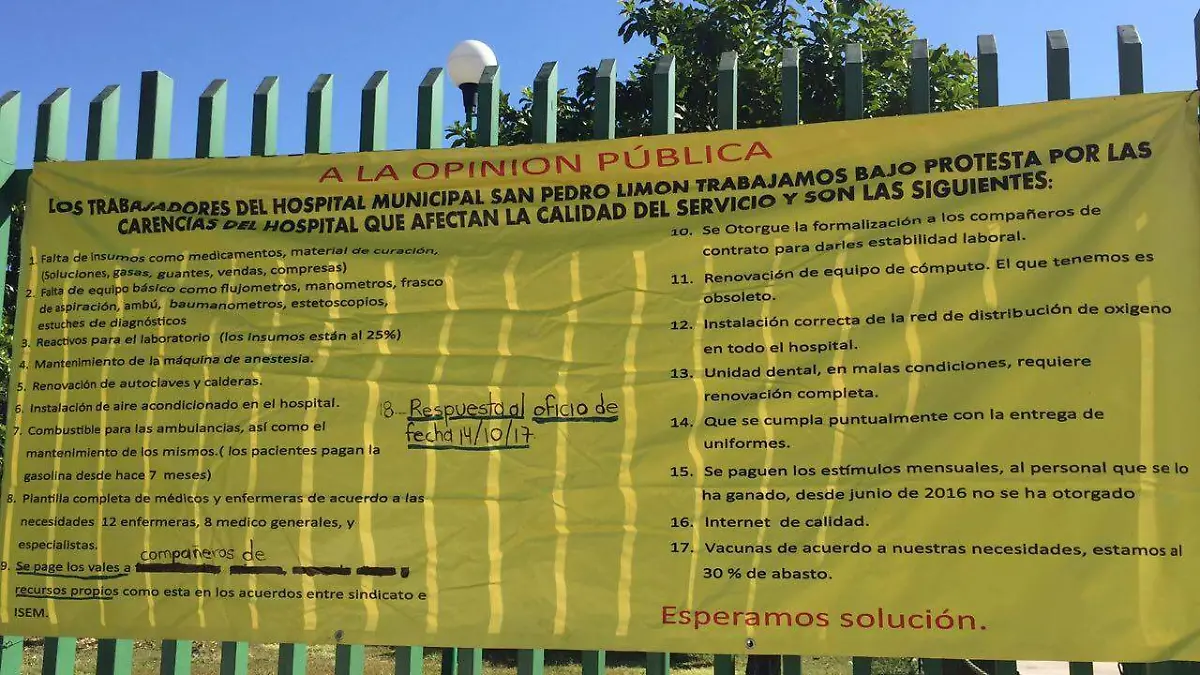 A LA OPINION PÚBLICA
LOS TRABAJADORES DEL HOSPITAL MUNICIPAL SAN PEDRO LIMON TRABAJAMOS BAJO PROTESTA POR LAS
CARENCIAS DEL HOSPITAL QUE AFECTAN LA CALIDAD DEL SERVICIO Y SON LAS SIGUIENTES:
1. Falta de insumos como medicamentos, material de curación,
(Soluciones, gasas, guantes, vendas, compresas)
2. Falta de equipo básico como flujometros, manometros, frasco
de aspiración, ambú, baumanometros, estetoscopios,
estuches de diagnósticos
3. Reactivos para el laboratorio (los insumos están al 25%)
4. Mantenimiento de la máquina de anestesia.
5. Renovación de autoclaves y calderas.
6. Instalación de aire acondicionado en el hospital.
7. Combustible para las ambulancias, así como el
mantenimiento de los mismos.( los pacientes pagan la
gasolina desde hace 7 meses)
8. Plantilla completa de médicos y enfermeras de acuerdo a las
necesidades 12 enfermeras, 8 medico generales, y
especialistas.
compañeros de
9. Se page los vales a
recursos propios como esta en los acuerdos entre sindicato e
ISEM.
18.- Respuesta al oficio de
fecha 14/10/17
10. Se Otorgue la formalización a los compañeros de
contrato para darles estabilidad laboral.
11. Renovación de equipo de cómputo. El que tenemos es
obsoleto.
12. Instalación correcta de la red de distribución de oxigeno
en todo el hospital.
13. Unidad dental, en malas condiciones, requiere
renovación completa.
14. Que se cumpla puntualmente con la entrega de
uniformes.
15. Se paguen los estímulos mensuales, al personal que se lo
ha ganado, desde junio de 2016 no se ha otorgado
16. Internet de calidad.
17. Vacunas de acuerdo a nuestras necesidades, estamos al
30 % de abasto.
Esperamos solución.